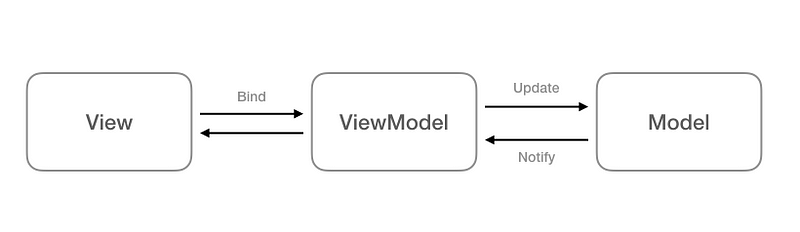 Bind
Update
View
ViewModel
Model
Notify